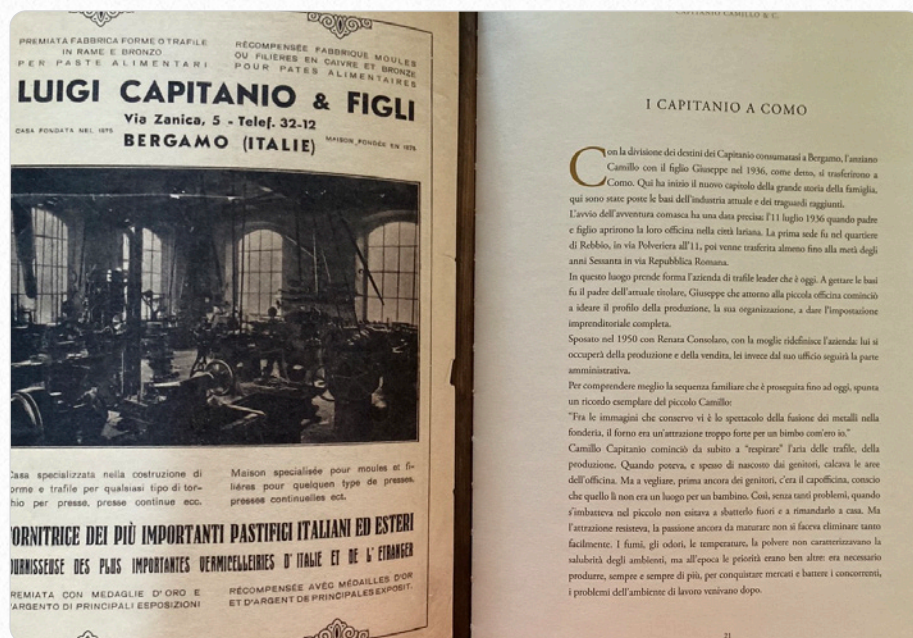 PREMIATA FABBRICA FORME O TRAFILE
IN RAME E BRONZO
PER PASTE ALIMENTARI
RÉCOMPENSÉE FABBRIQUE MOULES
OU FILIÈRES EN CAIVRE ET BRONZE
POUR PATES ALIMENTAIRES
LUIGI CAPITANIO & FIGLI
Via Zanica, 5 - Telef. 32-12
CASA FONDATA NEL 1875
BERGAMO (ITALIE)
MAISON FONDÉE EN 1875
Casa specializzata nella costruzione di
orme e trafile per qualsiasi tipo di tor-
hio per presse, presse continue ecc.
Maison specialisée pour moules et fi-
liéres pour quelquen type de presses,
presses continuelles ect.
FORNITRICE DEI PIÙ IMPORTANTI PASTIFICI ITALIANI ED ESTERI
OURNISSEUSE DES PLUS IMPORTANTES VERMICELLEIRIES D'ITALIE ET DE L'ETRANGER
REMIATA CON MEDAGLIE D'ORO E
'ARGENTO DI PRINCIPALI ESPOSIZIONI
RÉCOMPENSÉE AVEC MÉDAILLES D'OR
ET D'ARGENT DE PRINCIPALES EXPOSIT.
CAPITANIO CAMILLO & C.
I CAPITANIO A COMO
Con la divisione dei destini dei Capitanio consumatasi a Bergamo, l'anziano
Camillo con il figlio Giuseppe nel 1936, come detto, si trasferirono a
Como. Qui ha inizio il nuovo capitolo della grande storia della famiglia,
qui sono state poste le basi dell'industria attuale e dei traguardi raggiunti.
L'avvio dell'avventura comasca ha una data precisa: l'11 luglio 1936 quando padre
e figlio aprirono la loro officina nella città lariana. La prima sede fu nel quartiere
di Rebbio, in via Polveriera all'11, poi venne trasferita almeno fino alla metà degli
anni Sessanta in via Repubblica Romana.
In questo luogo prende forma l'azienda di trafile leader che è oggi. A gettare le basi
fu il padre dell'attuale titolare, Giuseppe che attorno alla piccola officina cominciò
a ideare il profilo della produzione, la sua organizzazione, a dare l'impostazione
imprenditoriale completa.
Sposato nel 1950 con Renata Consolaro, con la moglie ridefinisce l'azienda: lui si
occuperà della produzione e della vendita, lei invece dal suo ufficio seguirà la parte
amministrativa.
Per comprendere meglio la sequenza familiare che è proseguita fino ad oggi, spunta
un ricordo esemplare del piccolo Camillo:
"Fra le immagini che conservo vi è lo spettacolo della fusione dei metalli nella
fonderia, il forno era un'attrazione troppo forte per un bimbo com'ero io."
Camillo Capitanio cominciò da subito a "respirare" l'aria delle trafile, della
produzione. Quando poteva, e spesso di nascosto dai genitori, calcava le aree
dell'officina. Ma a vegliare, prima ancora dei genitori, c'era il capofficina, conscio
che quello lì non era un luogo per un bambino. Così, senza tanti problemi, quando
s'imbatteva nel piccolo non esitava a sbatterlo fuori e a rimandarlo a casa. Ma
l'attrazione resisteva, la passione ancora da maturare non si faceva eliminare tanto
facilmente. I fumi, gli odori, le temperature, la polvere non caratterizzavano la
salubrità degli ambienti, ma all'epoca le priorità erano ben altre: era necessario
produrre, sempre e sempre di più, per conquistare mercati e battere i concorrenti,
i problemi dell'ambiente di lavoro venivano dopo.
21